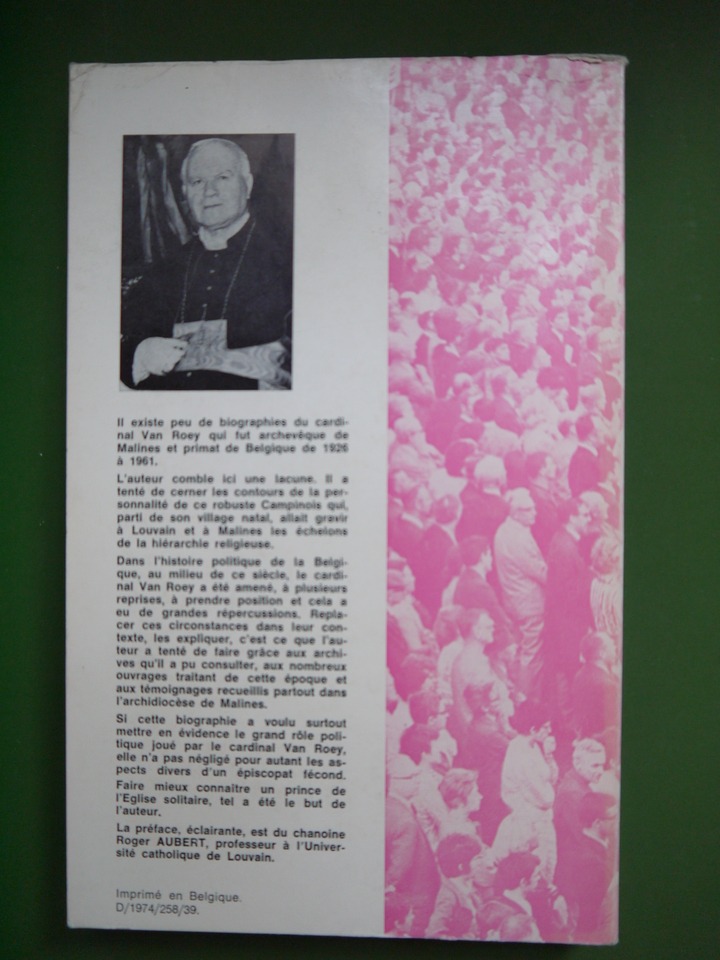 Il existe peu de biographies du cardi-
nal Van Roey qui fut archevêque de
Malines et primat de Belgique de 1926
à 1961.
L'auteur comble ici une lacune. Il a
tenté de cerner les contours de la per-
sonnalité de ce robuste Campinois qui,
parti de son village natal, allait gravir
à Louvain et à Malines les échelons
de la hiérarchie religieuse.
Dans l'histoire politique de la Belgi-
que, au milieu de ce siècle, le cardi-
nal Van Roey a été amené, à plusieurs
reprises, à prendre position et cela a
eu de grandes répercussions. Repla-
cer ces circonstances dans leur con-
texte, les expliquer, c'est ce que l'au-
teur a tenté de faire grâce aux archi-
ves qu'il a pu consulter, aux nombreux
ouvrages traitant de cette époque et
aux témoignages recueillis partout dans
l'archidiocèse de Malines.
Si cette biographie a voulu surtout
mettre en évidence le grand rôle poli-
tique joué par le cardinal Van Roey,
elle n'a pas négligé pour autant les as-
pects divers d'un épiscopat fécond.
Faire mieux connaître un prince de
l'Eglise solitaire, tel a été le but de
l'auteur.
La préface, éclairante, est du chanoine
Roger AUBERT, professeur à l'Univer-
sité catholique de Louvain.
Imprimé en Belgique.
D/1974/258/39.